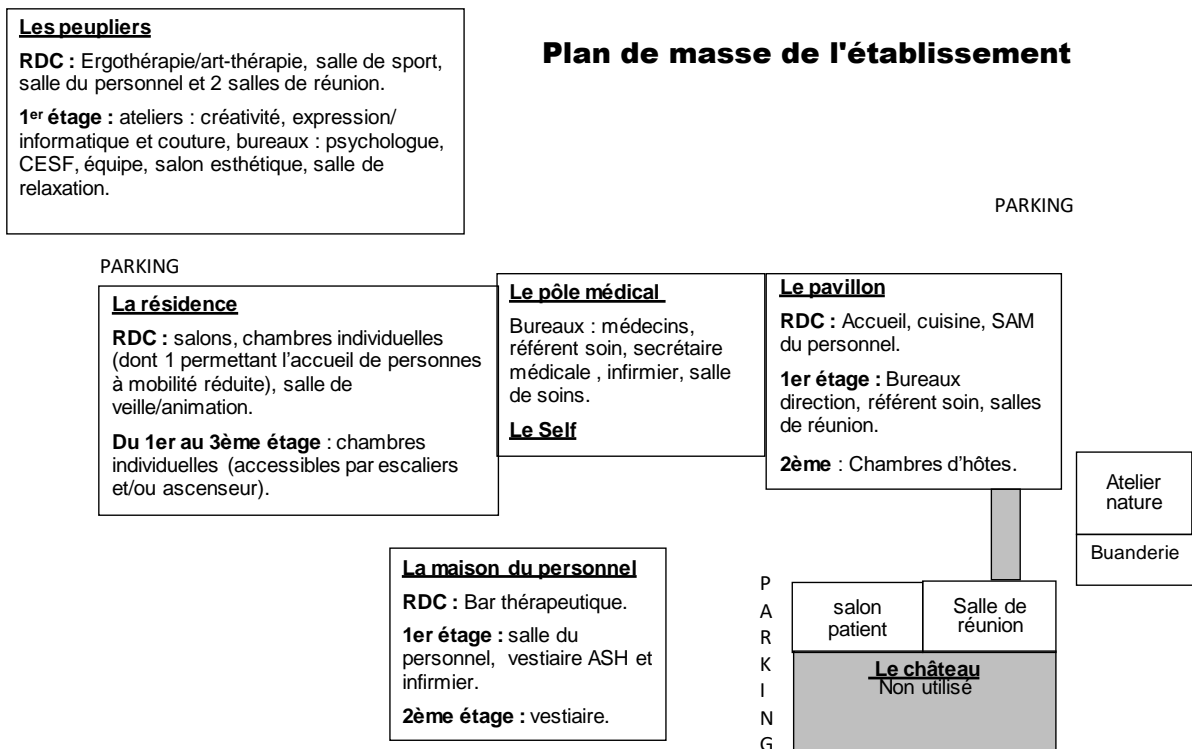 Les peupliers
RDC : Ergothérapie/art-thérapie, salle de sport,
salle du personnel et 2 salles de réunion.
1er étage : ateliers : créativité, expression/
informatique et couture, bureaux : psychologue,
CESF, équipe, salon esthétique, salle de
relaxation.
Plan de masse de l'établissement
PARKING
PARKING
La résidence
RDC : salons, chambres individuelles
(dont 1 permettant l’accueil de personnes
à mobilité réduite), salle de
veille/animation.
Du 1er au 3ème étage : chambres
individuelles (accessibles par escaliers
et/ou ascenseur).
Le pôle médical
Bureaux : médecins,
référent soin, secrétaire
médicale , infirmier, salle
de soins.
Le Self
Le pavillon
RDC : Accueil, cuisine, SAM
du personnel.
1er étage : Bureaux
direction, référent soin, salles
de réunion.
2ème : Chambres d’hôtes.
Atelier
nature
Buanderie
La maison du personnel
RDC : Bar thérapeutique.
1er étage : salle du
personnel, vestiaire ASH et
infirmier.
2ème étage : vestiaire.
P
A
R
K
I
N
G
salon
patient
Salle de
réunion
Le château
Non utilisé